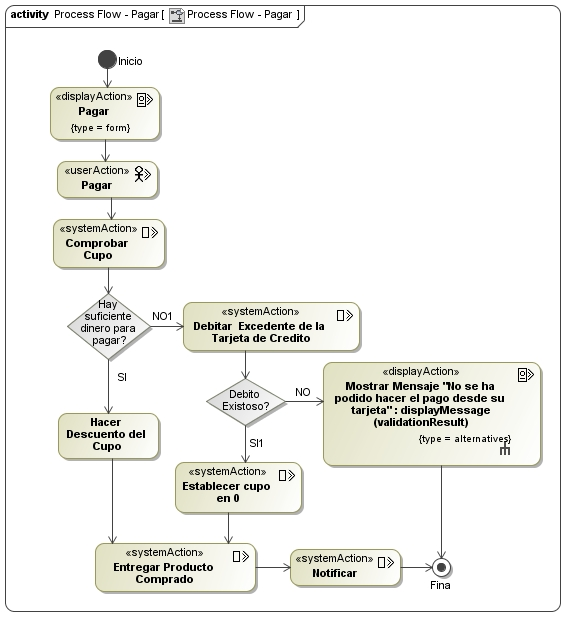 activity Process Flow - Pagar [ Process Flow - Pagar ]
Inicio
«displayAction»
Pagar
{type = form}
«userAction»
Pagar
«systemAction»
Comprobar
Cupo
Hay
suficiente
dinero para
pagar?
NO1
SI
«systemAction»
Debitar Excedente de la
Tarjeta de Credito
Debito
Existoso?
NO
SI1
«displayAction»
Mostrar Mensaje "No se ha
podido hacer el pago desde su
tarjeta" : displayMessage
(validationResult)
{type = alternatives}
Hacer
Descuento del
Cupo
«systemAction»
Establecer cupo
en 0
«systemAction»
Entregar Producto
Comprado
«systemAction»
Notificar
Fina